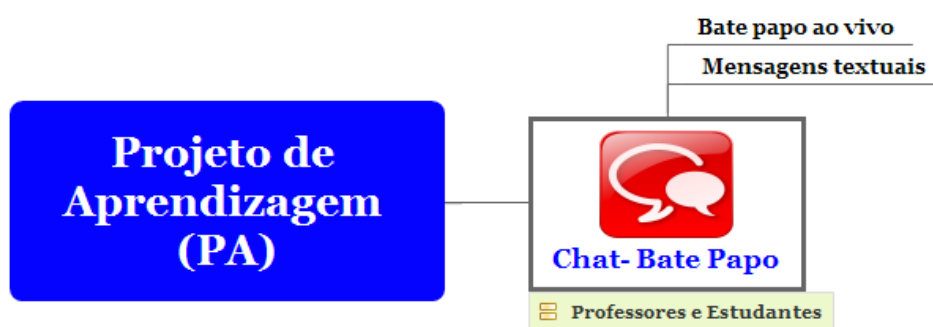 Bate papo ao vivo
Mensagens textuais
Projeto de
Aprendizagem
(PA)
Chat- Bate Papo
Professores e Estudantes